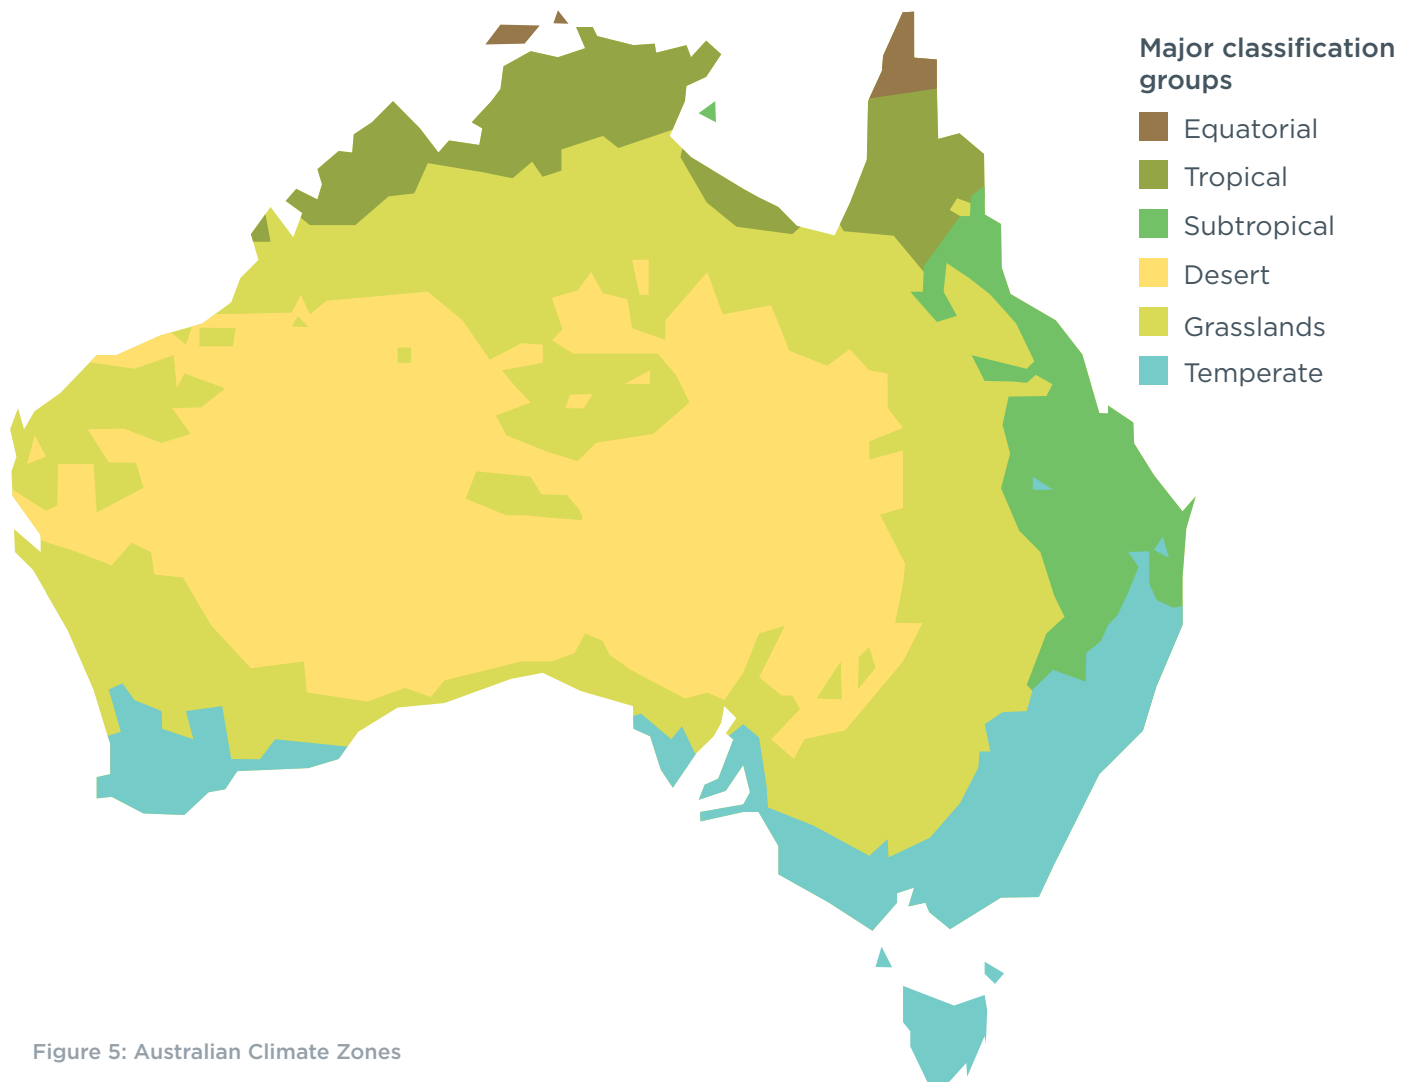 Major classification
groups
Equatorial
Tropical
Subtropical
Desert
Grasslands
Temperate
Figure 5: Australian Climate Zones